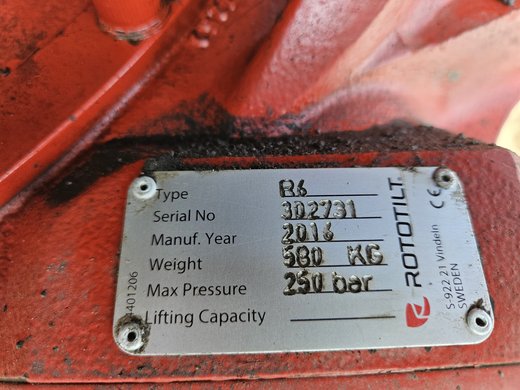 Type R6
Serial No 302731
Manuf. Year 2016
Weight 580 KG
Max Pressure 250 bar
Lifting Capacity
401206
ROTOTILT
CE
S-922 21 Vindeln
SWEDEN